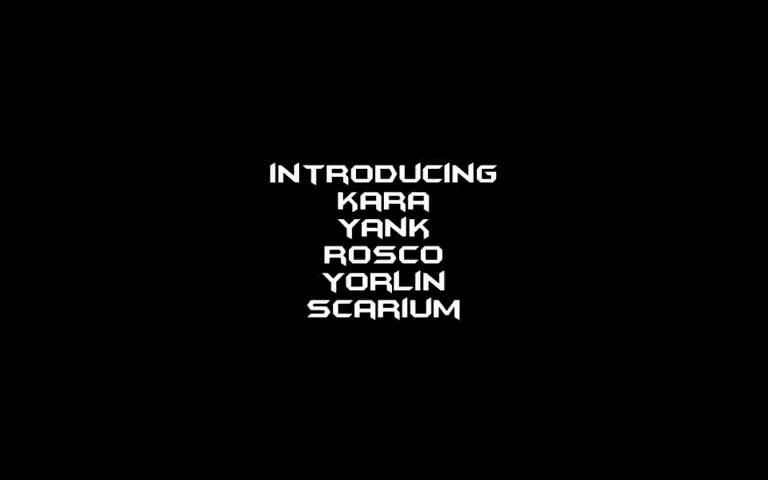 INTRODUCING
KARA
YANK
ROSCO
YORLIN
SCARIUM